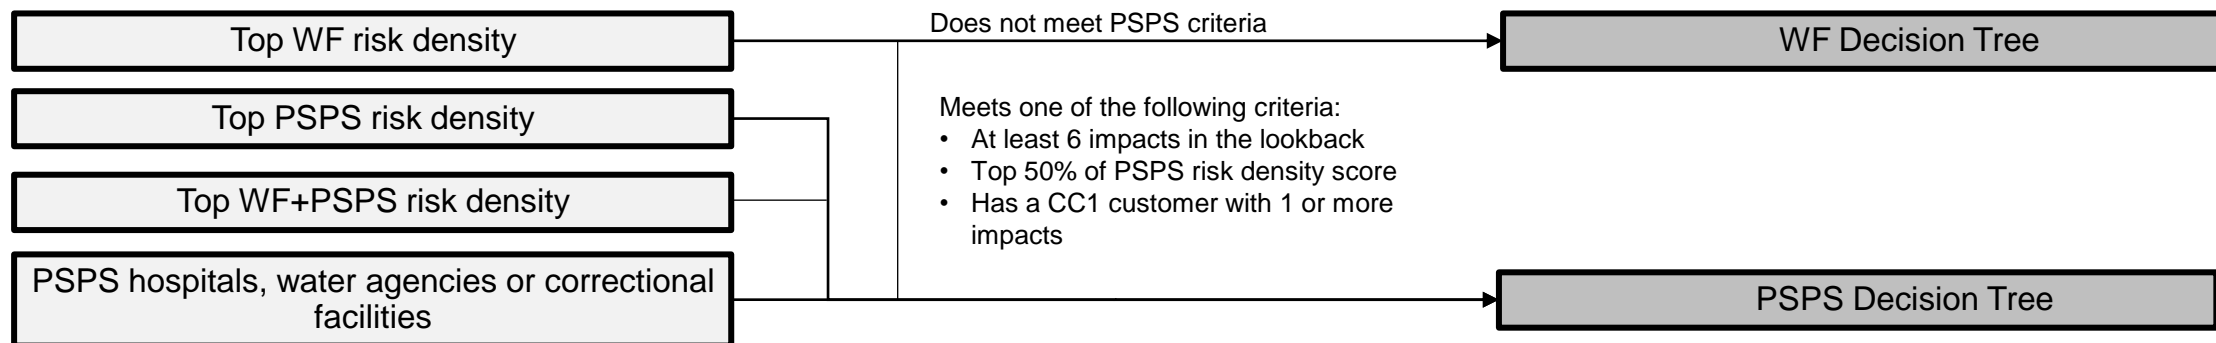 Top WF risk density
Does not meet PSPS criteria
WF Decision Tree
Top PSPS risk density
Top WF+PSPS risk density
PSPS hospitals, water agencies or correctional
facilities
Meets one of the following criteria:
• At least 6 impacts in the lookback
• Top 50% of PSPS risk density score
• Has a CC1 customer with 1 or more
impacts
PSPS Decision Tree